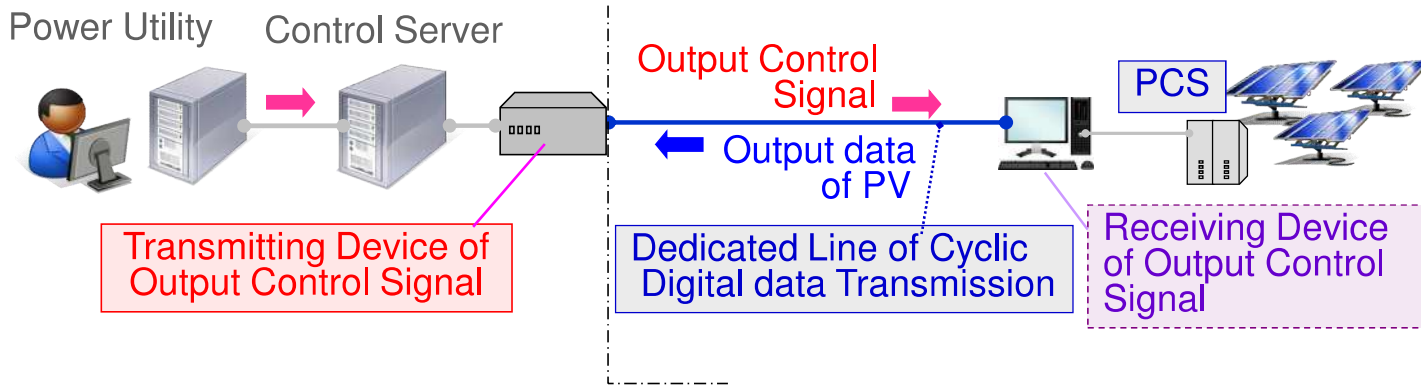 Power Utility
Control Server
Output Control
Signal
PCS
Output data
of PV
Transmitting Device of
Output Control Signal
Dedicated Line of Cyclic
Digital data Transmission
Receiving Device
of Output Control
Signal